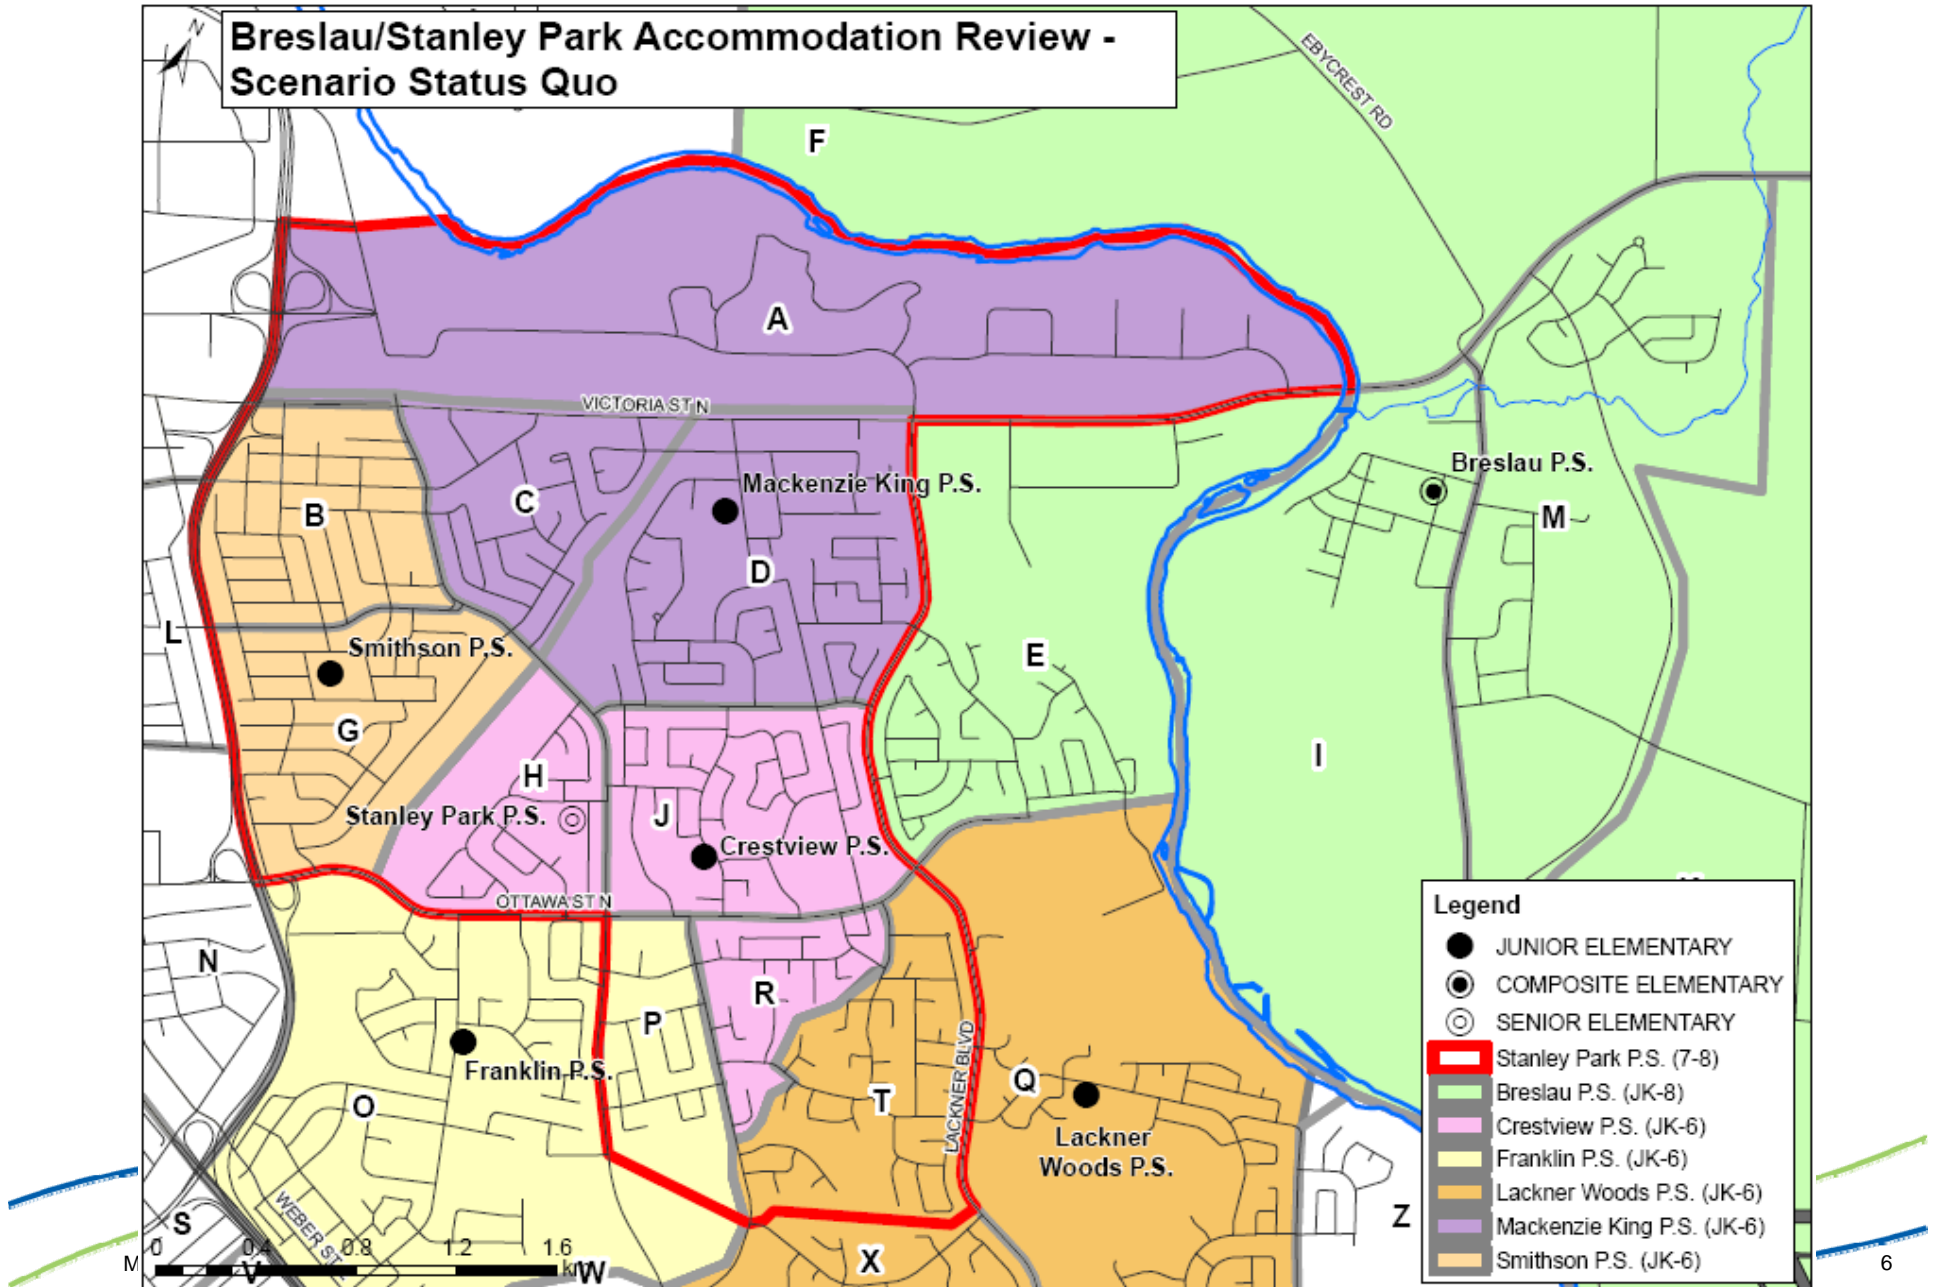 Breslau/Stanley Park Accommodation Review -
Scenario Status Quo
N
EBYCREST RD
F
A
VICTORIA ST N
Breslau P.S.
Mackenzie King P.S.
C
B
M
D
L
Smithson P.S.
E
G
I
H
Stanley Park P.S.
J
Crestview P.S.
OTTAWA ST N
N
R
P
Franklin P.S.
LACKNER BLVD
Q
T
O
Lackner
Woods P.S.
WEBER ST
S
Z
X
V
W
0 0.4 0.8 1.2 1.6
km
M
Legend
JUNIOR ELEMENTARY
COMPOSITE ELEMENTARY
SENIOR ELEMENTARY
Stanley Park P.S. (7-8)
Breslau P.S. (JK-8)
Crestview P.S. (JK-6)
Franklin P.S. (JK-6)
Lackner Woods P.S. (JK-6)
Mackenzie King P.S. (JK-6)
Smithson P.S. (JK-6)
6